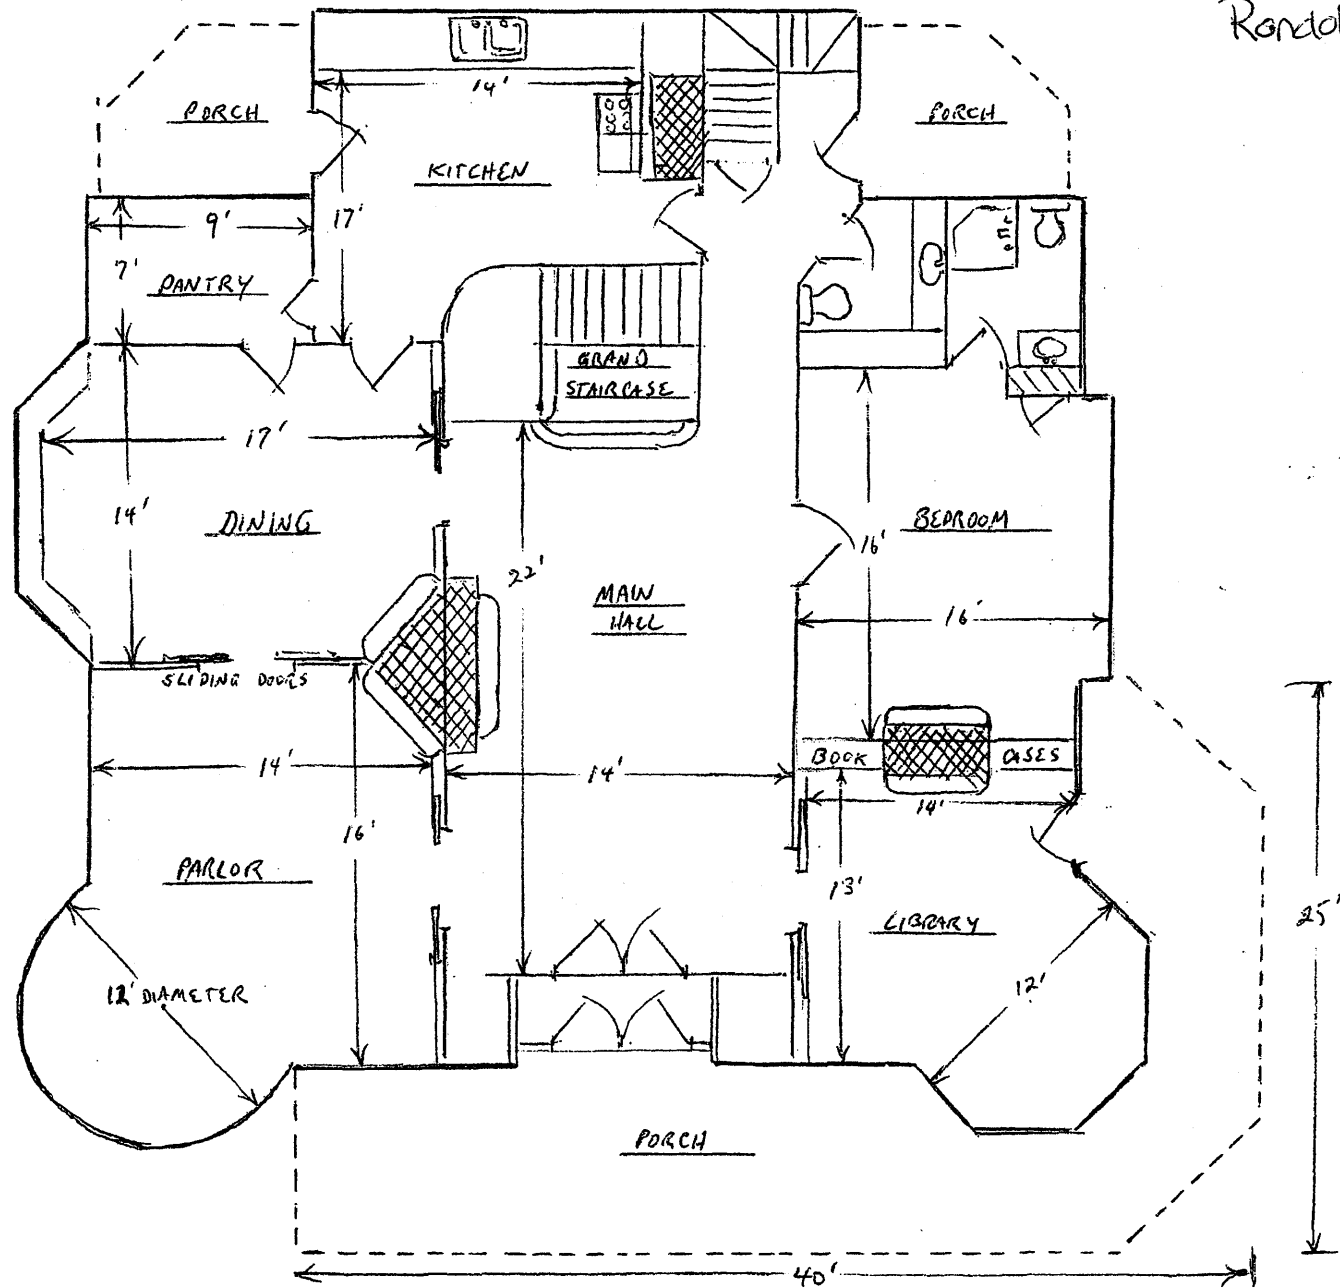 Randol
PORCH
14'
PORCH
KITCHEN
9'
17'
7'
PANTRY
GRAND
STAIRCASE
17'
14'
DINING
22'
16'
BEDROOM
MAIN
HALL
16'
SLIDING DOORS
14'
14'
BOOK
CASES
14'
16'
PARLOR
13'
LIBRARY
25'
12' DIAMETER
12'
PORCH
40'